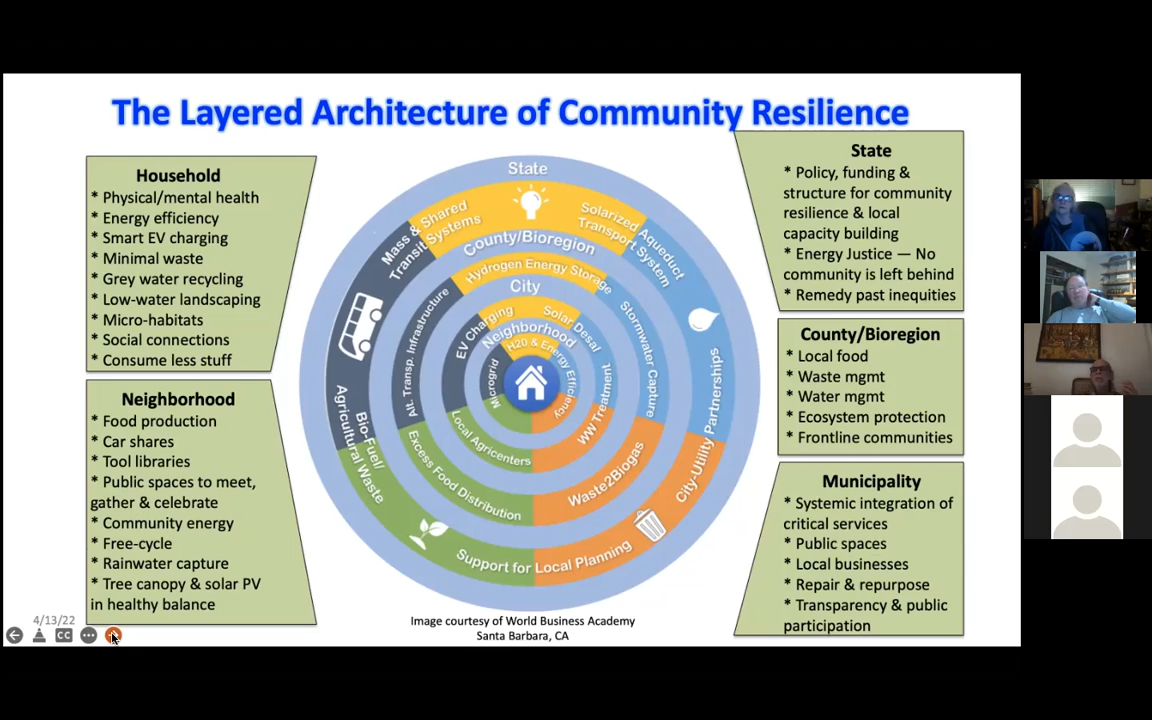 The Layered Architecture of Community Resilience
Household
* Physical/mental health
* Energy efficiency
* Smart EV charging
* Minimal waste
* Grey water recycling
* Low-water landscaping
* Micro-habitats
* Social connections
* Consume less stuff
Neighborhood
* Food production
* Car shares
* Tool libraries
* Public spaces to meet,
gather & celebrate
* Community energy
* Free-cycle
* Rainwater capture
* Tree canopy & solar PV
in healthy balance
State
Mass & Shared
Transit Systems
Solarized
Transport System
Aqueduct
County/Bioregion
Hydrogen Energy Storage
City
EV Charging
Solar Desal
Neighborhood
H20 & Energy Efficiency
Microgrid
Alt. Transp. Infrastructure
Stormwater Capture
WW Treatment
City-Utility Partnerships
Local Agricenters
Bio-Fuel/
Agricultural Waste
Excess Food Distribution
Waste2Biogas
Support for Local Planning
State
* Policy, funding &
structure for community
resilience & local
capacity building
* Energy Justice — No
community is left behind
* Remedy past inequities
County/Bioregion
* Local food
* Waste mgmt
* Water mgmt
* Ecosystem protection
* Frontline communities
Municipality
* Systemic integration of
critical services
* Public spaces
* Local businesses
* Repair & repurpose
* Transparency & public
participation
Image courtesy of World Business Academy
Santa Barbara, CA
4/13/22
CC